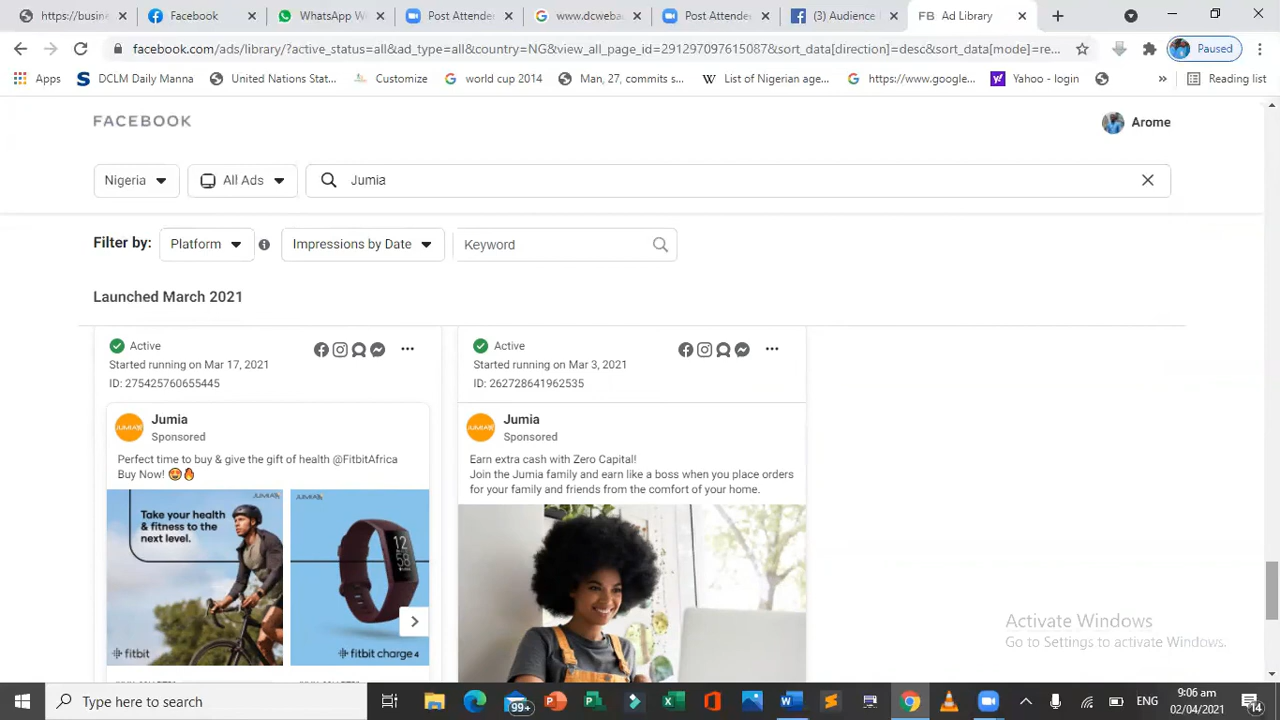 https://busin
Facebook
WhatsApp W
Jumia
Post Attende
www.dcweba
Post Attende
(3) Audience
FB Ad Library
facebook.com/ads/library/?active_status=all&ad_type=all&country=NG&view_all_page_id=291297097615087&sort_data[direction]=desc&sort_data[mode]=re...
Paused
Apps
DCLM Daily Manna
United Nations Stat...
Customize
world cup 2014
Man, 27, commits s...
List of Nigerian age...
https://www.google...
Yahoo - login
»
Reading list
FACEBOOK
Arome
Nigeria
All Ads
Jumia
Filter by:
Platform
Impressions by Date
Keyword
Launched March 2021
Active
Started running on Mar 17, 2021
ID: 275425760655445
Jumia
Sponsored
Perfect time to buy & give the gift of health @FitbitAfrica
Buy Now! 🤩🔥
JUMIA
Take your health
& fitness to the
next level.
fitbit
JUMIA
fitbit charge 4
Active
Started running on Mar 3, 2021
ID: 262728641962535
JUMIA
Jumia
Sponsored
Earn extra cash with Zero Capital!
Join the Jumia family and earn like a boss when you place orders
for your family and friends from the comfort of your home.
Activate Windows
Go to Settings to activate Windows.
Type here to search
99+
ENG
9:06 am
02/04/2021
14